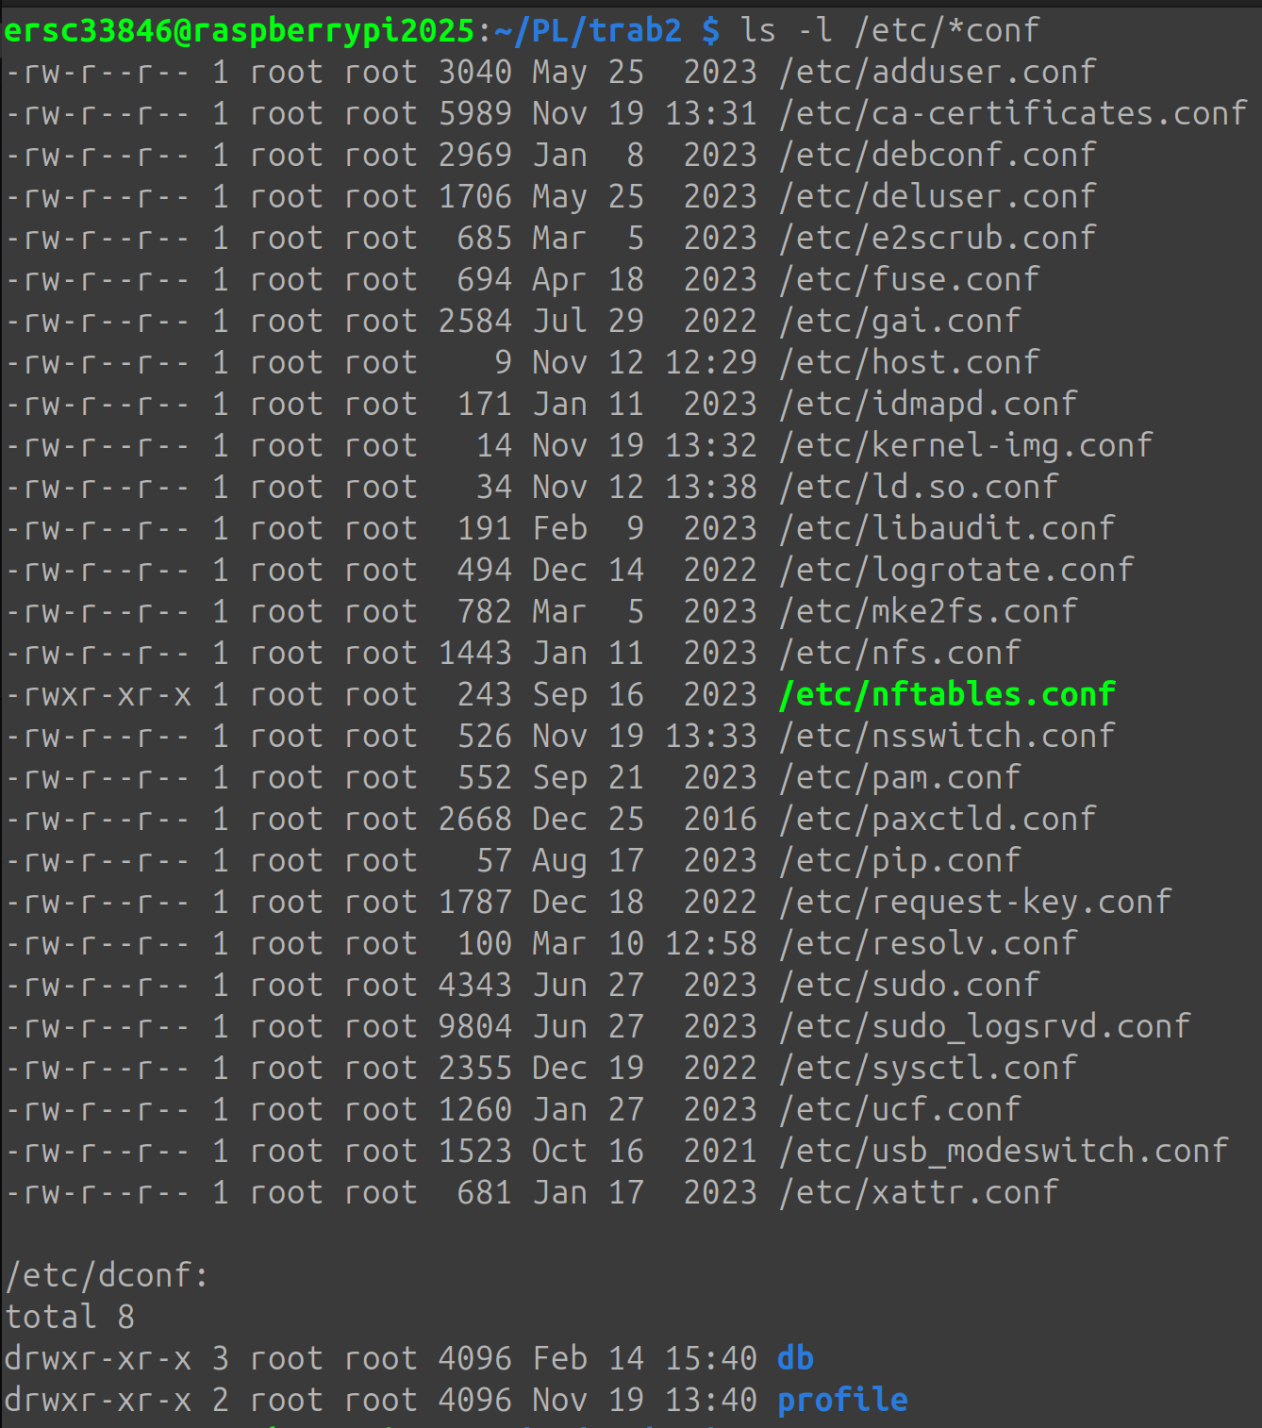 ersc33846@raspberrypi2025:~/PL/trab2 $ ls -l /etc/*conf
-rw-r--r-- 1 root root 3040 May 25  2023 /etc/adduser.conf
-rw-r--r-- 1 root root 5989 Nov 19 13:31 /etc/ca-certificates.conf
-rw-r--r-- 1 root root 2969 Jan  8  2023 /etc/debconf.conf
-rw-r--r-- 1 root root 1706 May 25  2023 /etc/deluser.conf
-rw-r--r-- 1 root root  685 Mar  5  2023 /etc/e2scrub.conf
-rw-r--r-- 1 root root  694 Apr 18  2023 /etc/fuse.conf
-rw-r--r-- 1 root root 2584 Jul 29  2022 /etc/gai.conf
-rw-r--r-- 1 root root    9 Nov 12 12:29 /etc/host.conf
-rw-r--r-- 1 root root  171 Jan 11  2023 /etc/idmapd.conf
-rw-r--r-- 1 root root   14 Nov 19 13:32 /etc/kernel-img.conf
-rw-r--r-- 1 root root   34 Nov 12 13:38 /etc/ld.so.conf
-rw-r--r-- 1 root root  191 Feb  9  2023 /etc/libaudit.conf
-rw-r--r-- 1 root root  494 Dec 14  2022 /etc/logrotate.conf
-rw-r--r-- 1 root root  782 Mar  5  2023 /etc/mke2fs.conf
-rw-r--r-- 1 root root 1443 Jan 11  2023 /etc/nfs.conf
-rwxr-xr-x 1 root root  243 Sep 16  2023 /etc/nftables.conf
-rw-r--r-- 1 root root  526 Nov 19 13:33 /etc/nsswitch.conf
-rw-r--r-- 1 root root  552 Sep 21  2023 /etc/pam.conf
-rw-r--r-- 1 root root 2668 Dec 25  2016 /etc/paxctld.conf
-rw-r--r-- 1 root root   57 Aug 17  2023 /etc/pip.conf
-rw-r--r-- 1 root root 1787 Dec 18  2022 /etc/request-key.conf
-rw-r--r-- 1 root root  100 Mar 10 12:58 /etc/resolv.conf
-rw-r--r-- 1 root root 4343 Jun 27  2023 /etc/sudo.conf
-rw-r--r-- 1 root root 9804 Jun 27  2023 /etc/sudo_logsrvd.conf
-rw-r--r-- 1 root root 2355 Dec 19  2022 /etc/sysctl.conf
-rw-r--r-- 1 root root 1260 Jan 27  2023 /etc/ucf.conf
-rw-r--r-- 1 root root 1523 Oct 16  2021 /etc/usb_modeswitch.conf
-rw-r--r-- 1 root root  681 Jan 17  2023 /etc/xattr.conf

/etc/dconf:
total 8
drwxr-xr-x 3 root root 4096 Feb 14 15:40 db
drwxr-xr-x 2 root root 4096 Nov 19 13:40 profile